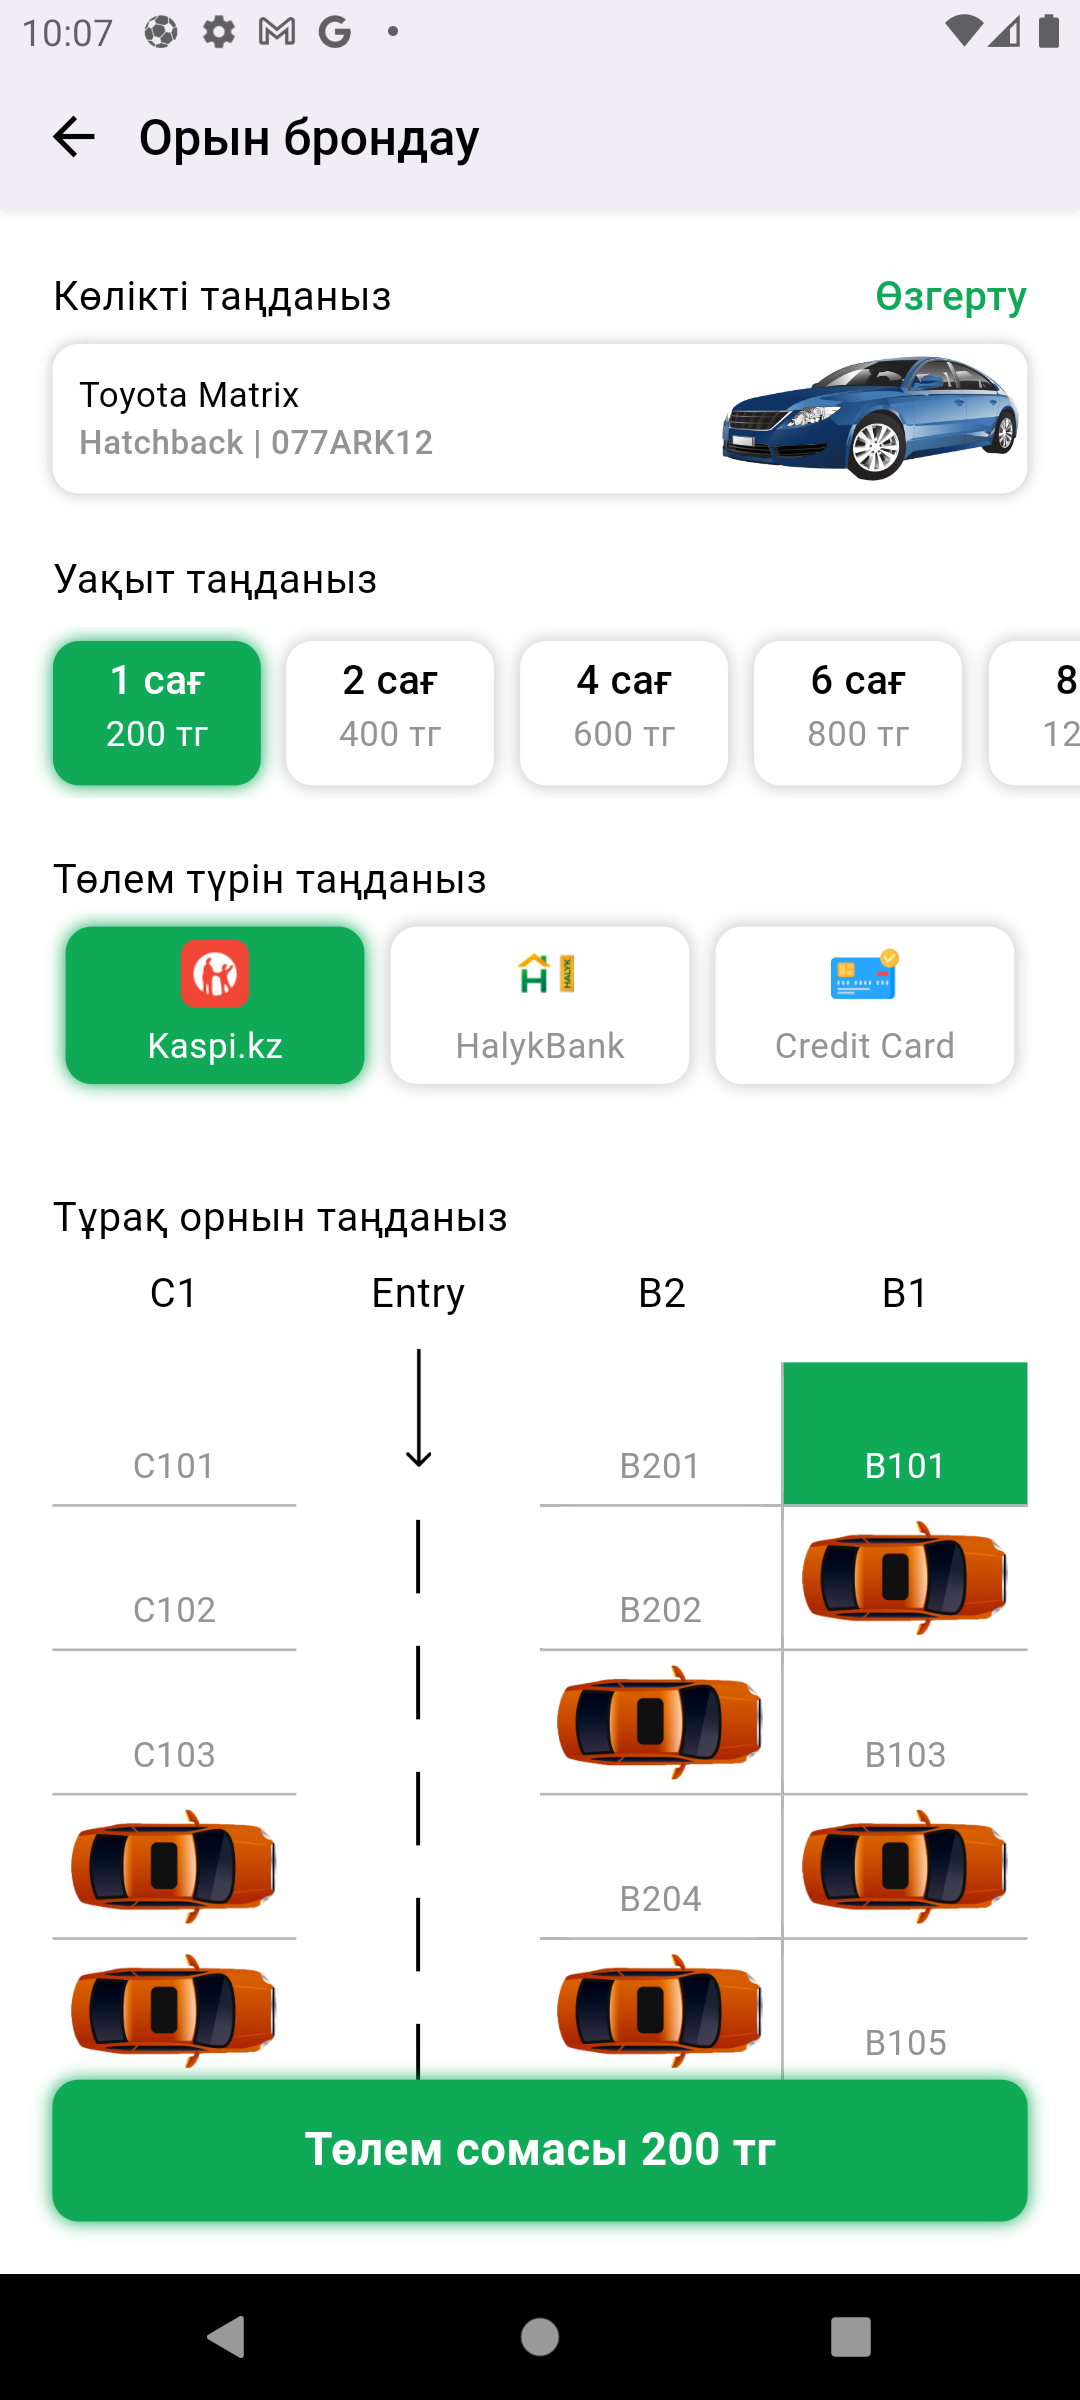 10:07
Орын брондау
Көлікті таңданыз Өзгерту
Toyota Matrix
Hatchback | 077ARK12
Уақыт таңданыз
1 сағ 2 сағ 4 сағ 6 сағ 8
200 тг 400 тг 600 тг 800 тг 12
Төлем түрін таңданыз
HALYK
Kaspi.kz HalykBank Credit Card
Тұрақ орнын таңданыз
C1 Entry B2 B1
C101 B201 B101
C102 B202
C103 B103
B204
B105
Төлем сомасы 200 тг